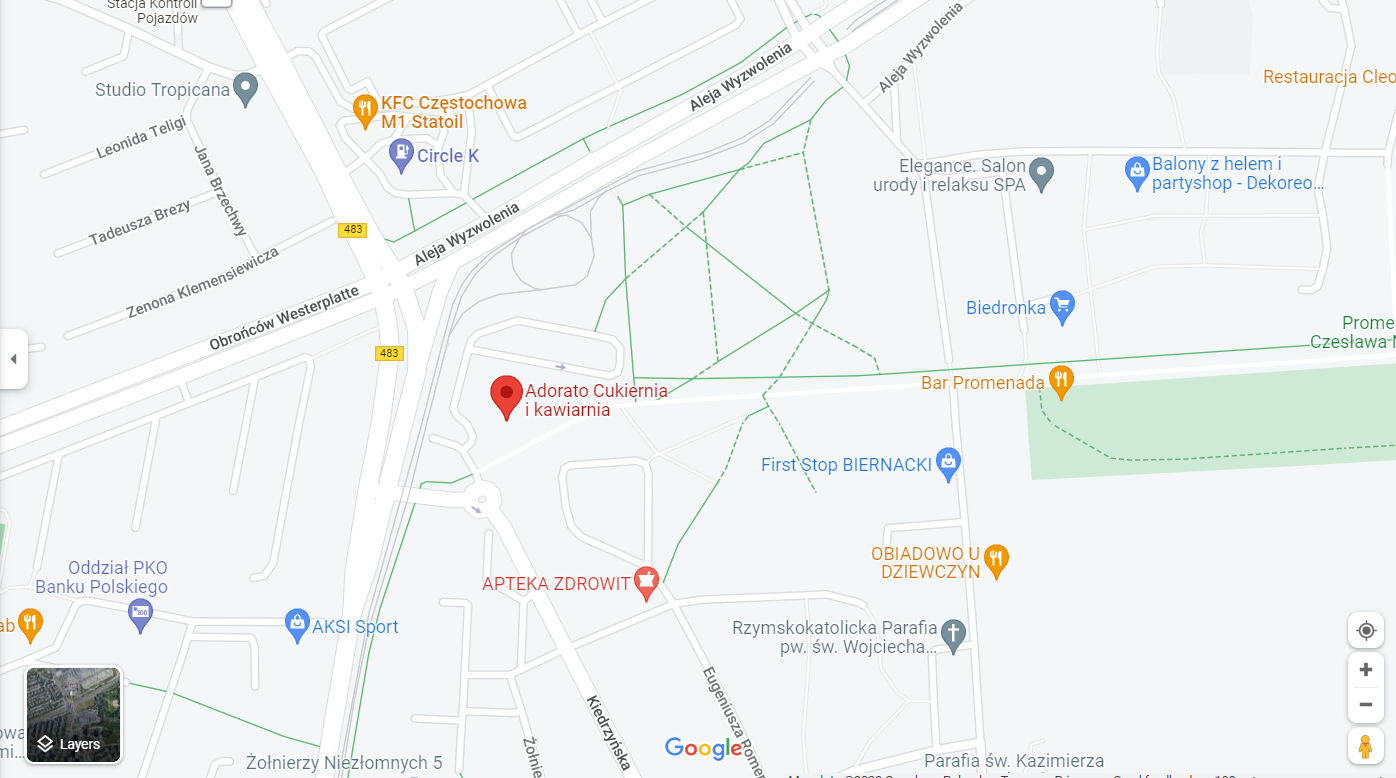 Stacja Kontroli
Pojazdów
Studio Tropicana
KFC Częstochowa
M1 Statoil
Circle K
Aleja Wyzwolenia
Aleja Wyzwolenia
Aleja Wyzwolenia
Restauracja Cleo
Leonida Teligi
Jana Brzechwy
Tadeusza Brezy
Zenona Klemensiewicza
483
Obrońców Westerplatte
483
Elegance. Salon
urody i relaksu SPA
Balony z helem i
partyshop - Dekoreo...
Biedronka
Prome
Czesława
Bar Promenada
Adorato Cukiernia
i kawiarnia
First Stop BIERNACKI
OBIADOWO U
DZIEWCZYN
Oddział PKO
Banku Polskiego
APTEKA ZDROWIT
ab
AKSI Sport
Rzymskokatolicka Parafia
pw. św. Wojciecha...
Kiedrzyńska
Eugeniusza Rome
Żołnie
Żołnierzy Niezłomnych 5
Layers
Google
Parafia św. Kazimierza